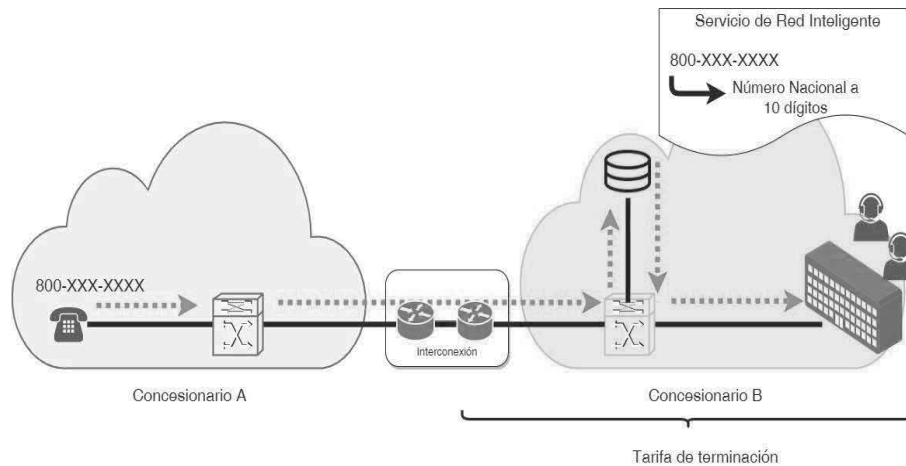 Servicio de Red Inteligente
800-XXX-XXXX
Número Nacional a
10 dígitos
800-XXX-XXXX
Interconexión
Concesionario A
Concesionario B
Tarifa de terminación